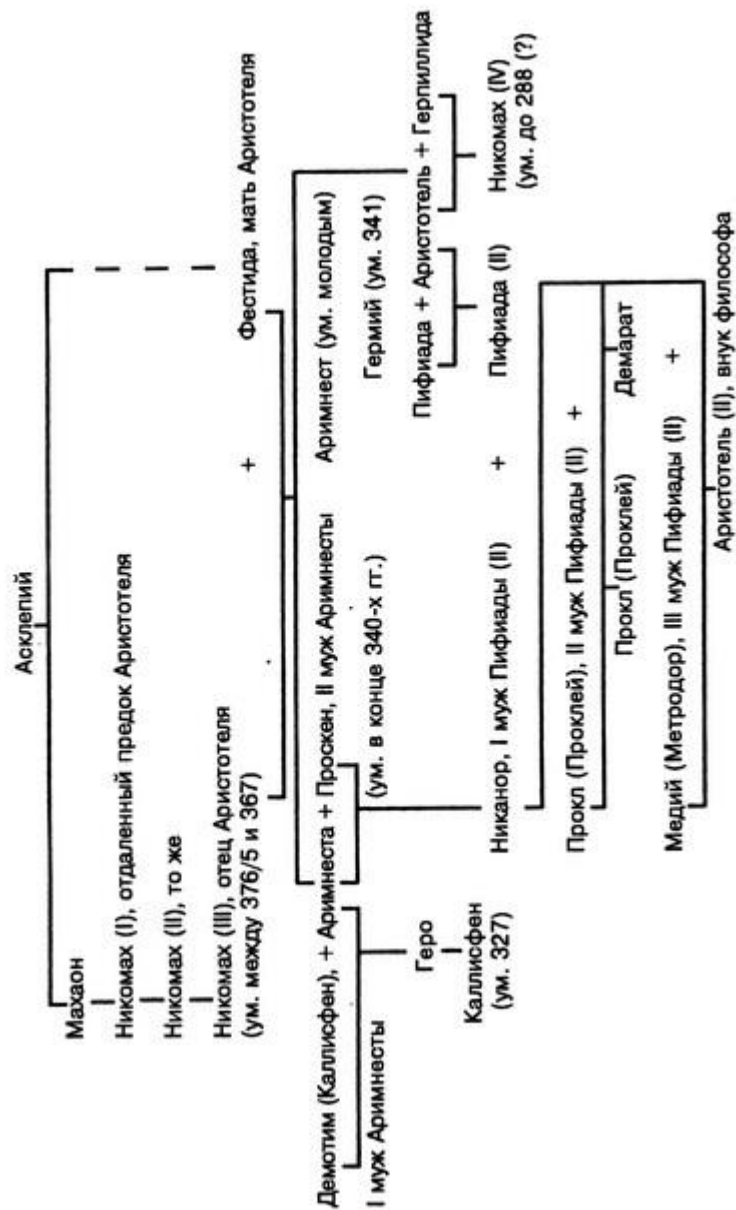 Асклепий
Махаон
Никомах (I), отдаленный предок Аристотеля
Никомах (II), то же
Никомах (III), отец Аристотеля + Фестида, мать Аристотеля
(ум. между 376/5 и 367)
Демотим (Каллисфен), + Аримнеста + Проскен, II муж Аримнесты Аримнест (ум. молодым)
I муж Аримнесты (ум. в конце 340-х гг.) Гермий (ум. 341)
Пифиада + Аристотель + Герпиллида
Геро
Каллисфен
(ум. 327)
Никанор, I муж Пифиады (II) + Пифиада (II) Никомах (IV)
(ум. до 288 (?)
Прокл (Проклей), II муж Пифиады (II) +
Прокл (Проклей) Демарат
Медий (Метродор), III муж Пифиады (II) +
Аристотель (II), внук философа